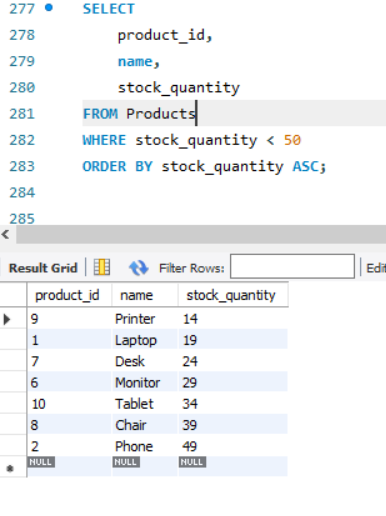 277 SELECT
278 product_id,
279 name,
280 stock_quantity
281 FROM Products
282 WHERE stock_quantity < 50
283 ORDER BY stock_quantity ASC;
284
285
Result Grid Filter Rows: Edi
product_id name stock_quantity
9 Printer 14
1 Laptop 19
7 Desk 24
6 Monitor 29
10 Tablet 34
8 Chair 39
2 Phone 49
NULL NULL NULL